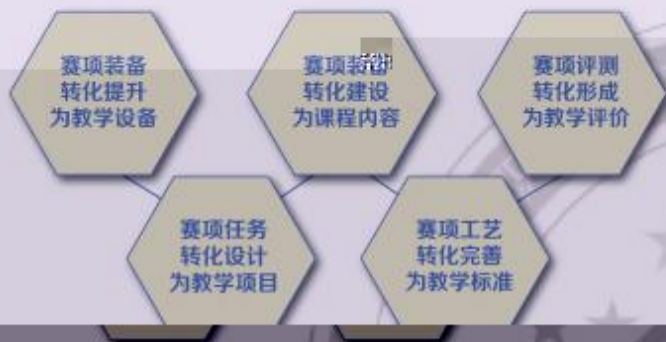 赛项装备
转化提升
为教学设备
赛项
转化建设
为课程内容
赛项评测
转化形成
为教学评价
赛项任务
转化设计
为教学项目
赛项工艺
转化完善
为教学标准